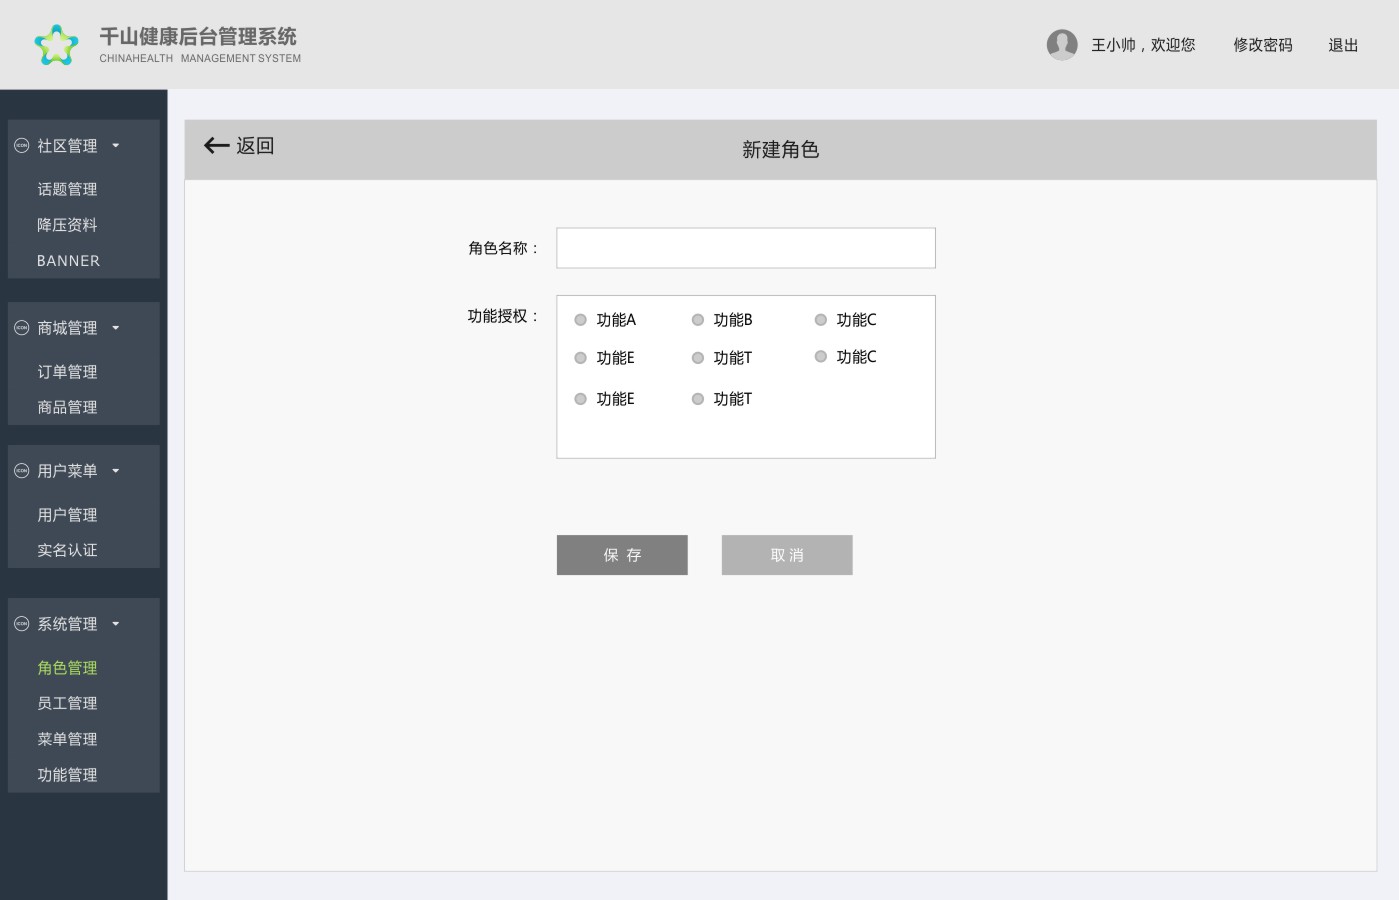 千山健康后台管理系统
CHINAHEALTH MANAGEMENT SYSTEM
王小帅，欢迎您 修改密码 退出
社区管理
话题管理
降压资料
BANNER
商城管理
订单管理
商品管理
用户菜单
用户管理
实名认证
系统管理
角色管理
员工管理
菜单管理
功能管理
返回
新建角色
角色名称：
功能授权：
功能A 功能B 功能C
功能E 功能T 功能C
功能E 功能T
保 存 取 消